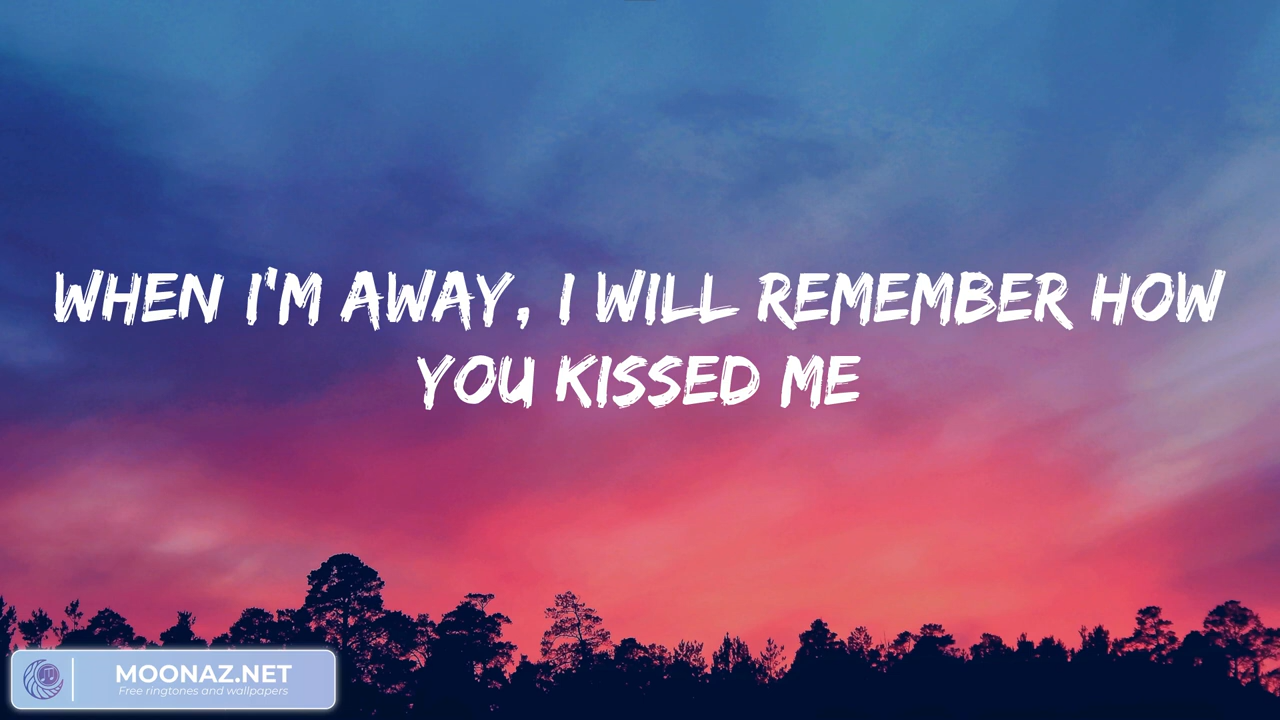 WHEN I'M AWAY, I WILL REMEMBER HOW
YOU KISSED ME
MOONAZ.NET
Free ringtones and wallpapers